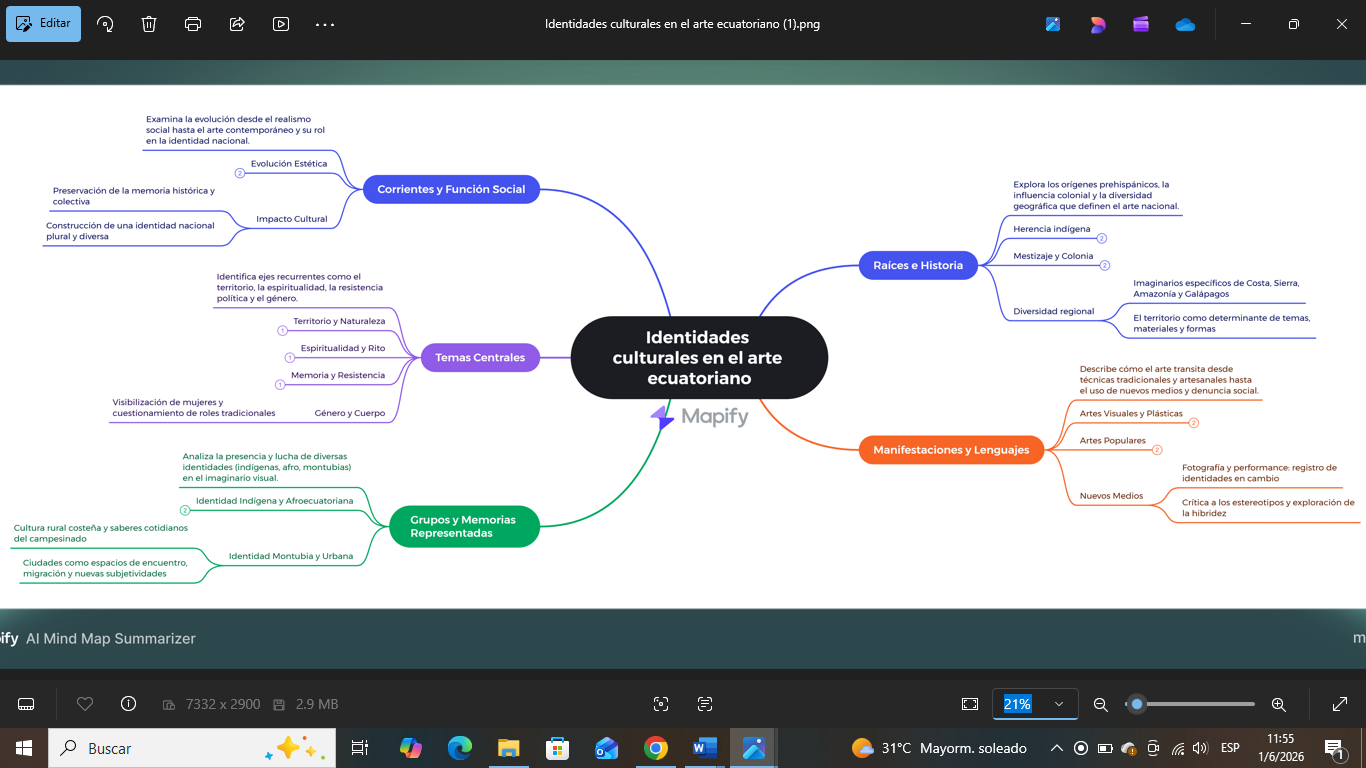 Editar
Identidades culturales en el arte ecuatoriano (1).png
Examina la evolución desde el realismo
social hasta el arte contemporáneo y su rol
en la identidad nacional.
Evolución Estética
2
Corrientes y Función Social
Preservación de la memoria histórica y
colectiva
Impacto Cultural
Construcción de una identidad nacional
plural y diversa
Identifica ejes recurrentes como el
territorio, la espiritualidad, la resistencia
política y el género.
Territorio y Naturaleza
1
Espiritualidad y Rito
1
Temas Centrales
Memoria y Resistencia
1
Visibilización de mujeres y
cuestionamiento de roles tradicionales
Género y Cuerpo
Analiza la presencia y lucha de diversas
identidades (indígenas, afro, montubias)
en el imaginario visual.
Identidad Indígena y Afroecuatoriana
2
Grupos y Memorias
Representadas
Cultura rural costeña y saberes cotidianos
del campesinado
Identidad Montubia y Urbana
Ciudades como espacios de encuentro,
migración y nuevas subjetividades
Identidades
culturales en el arte
ecuatoriano
Mapify
Explora los orígenes prehispánicos, la
influencia colonial y la diversidad
geográfica que definen el arte nacional.
Herencia indígena
2
Raíces e Historia
Mestizaje y Colonia
2
Imaginarios específicos de Costa, Sierra,
Amazonía y Galápagos
Diversidad regional
El territorio como determinante de temas,
materiales y formas
Describe cómo el arte transita desde
técnicas tradicionales y artesanales hasta
el uso de nuevos medios y denuncia social.
Artes Visuales y Plásticas
2
Artes Populares
2
Manifestaciones y Lenguajes
Fotografía y performance: registro de
identidades en cambio
Nuevos Medios
Crítica a los estereotipos y exploración de
la hibridez
ify AI Mind Map Summarizer
m
7332 x 2900
2.9 MB
21%
Buscar
31°C Mayorm. soleado
ESP
11:55
1/6/2026
1